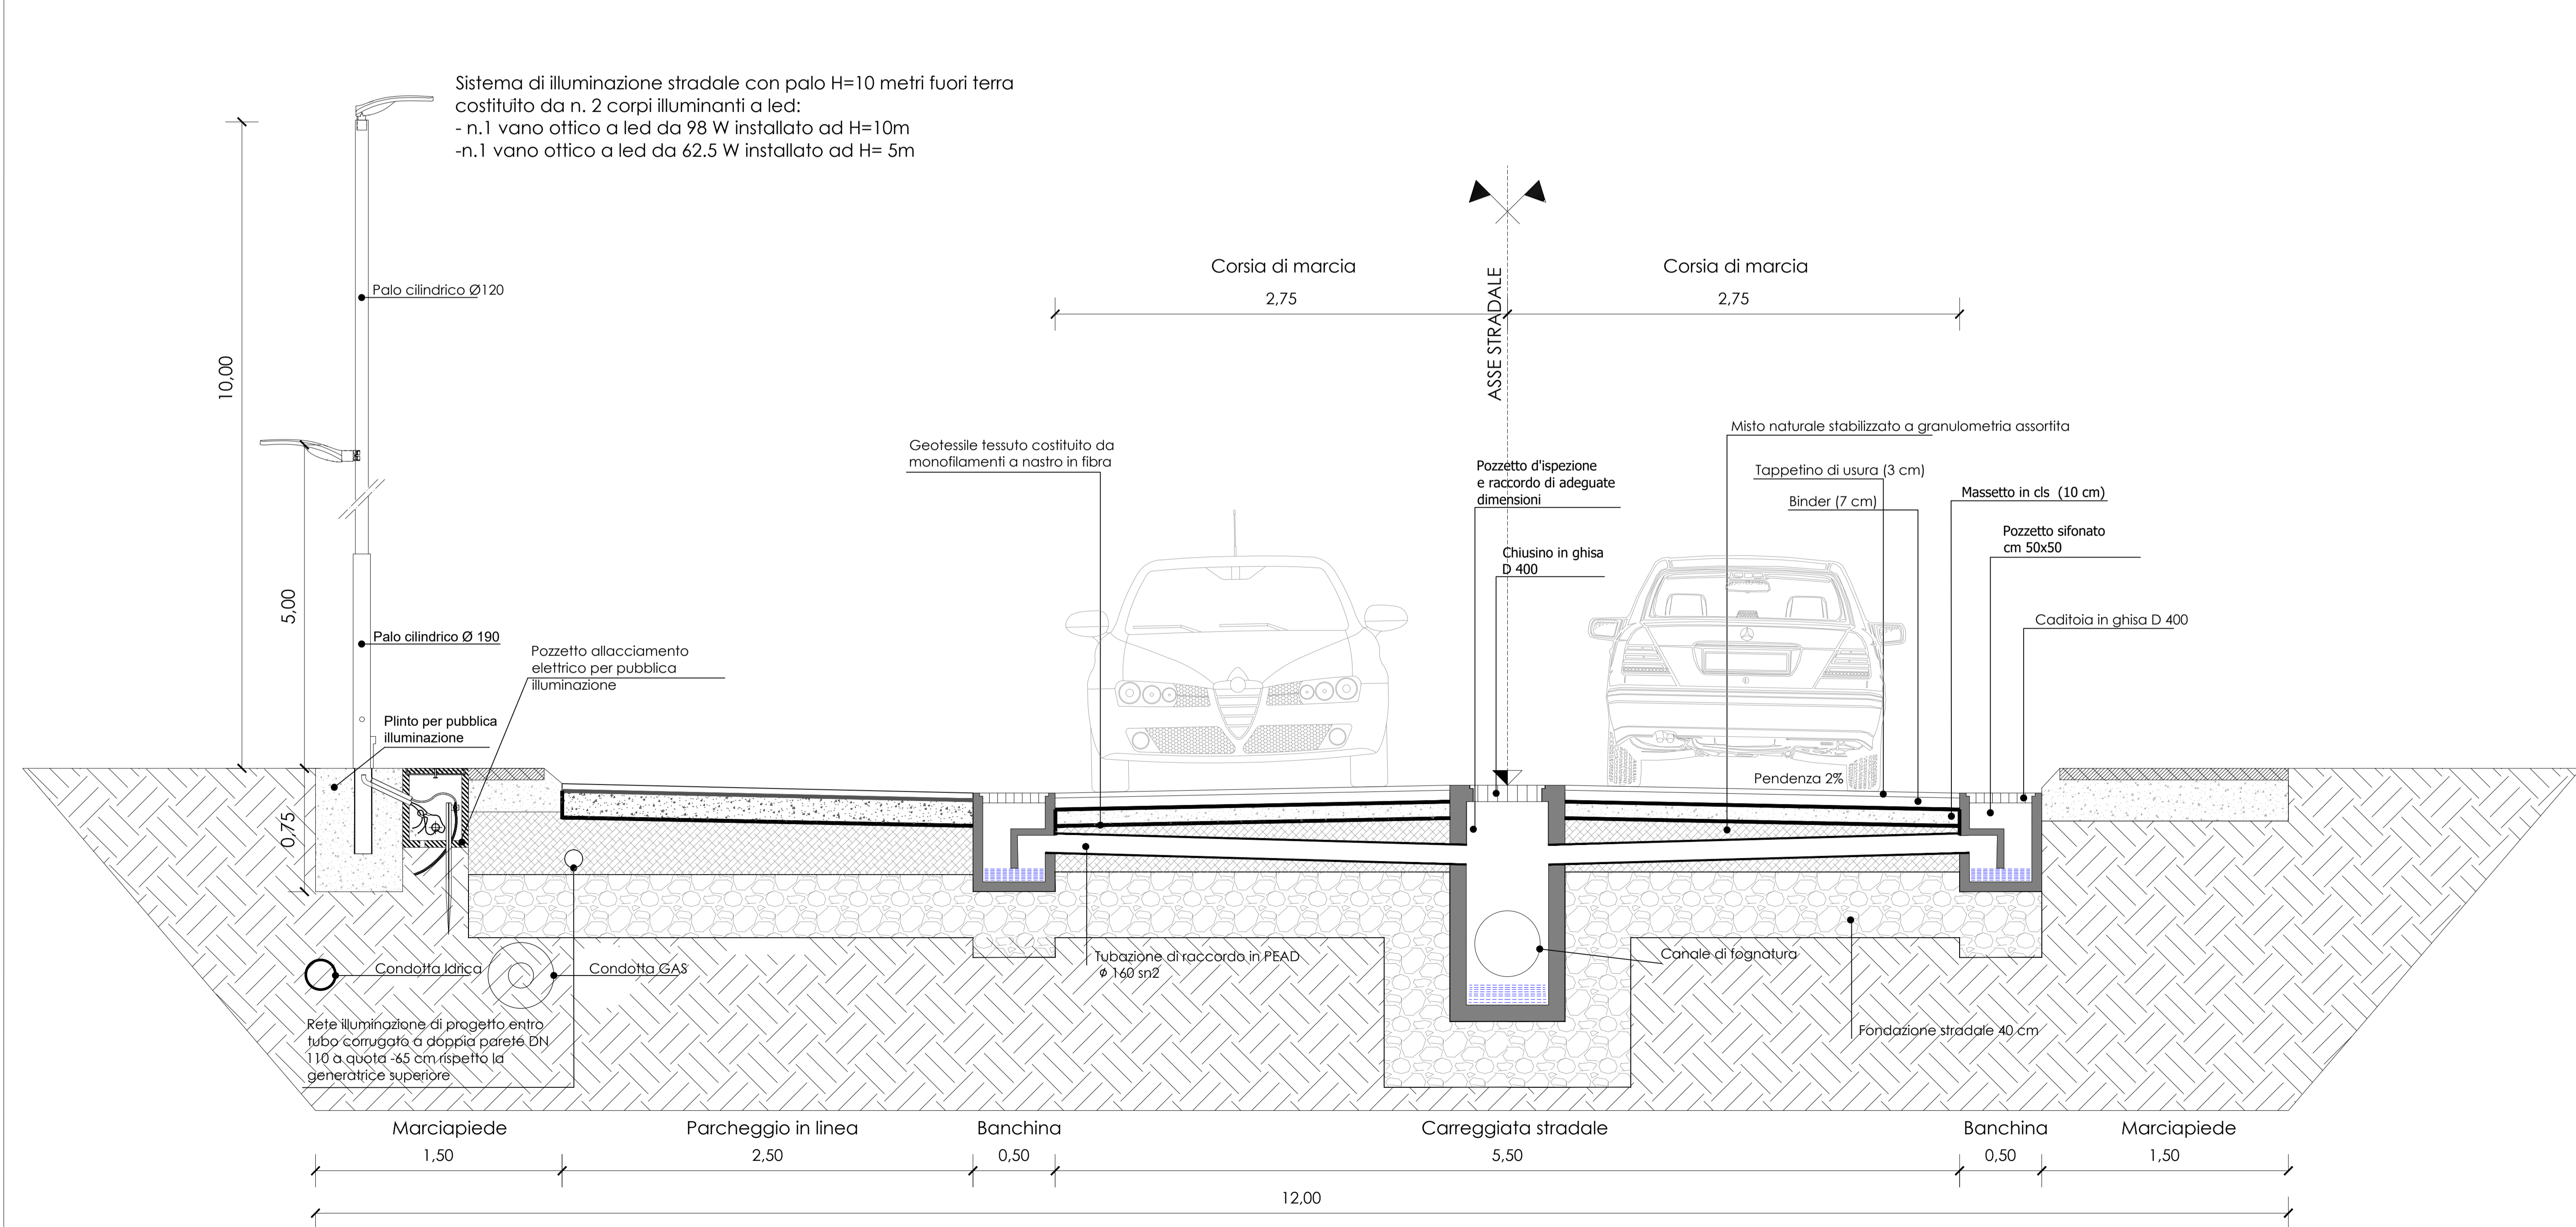 Sistema di illuminazione stradale con palo H=10 metri fuori terra
costituito da n. 2 corpi illuminanti a led:
- n.1 vano ottico a led da 98 W installato ad H=10m
-n.1 vano ottico a led da 62.5 W installato ad H= 5m
Corsia di marcia
2,75
Corsia di marcia
2,75
ASSE STRADALE
Palo cilindrico Ø120
10,00
5,00
0,75
Geotessile tessuto costituito da
monofilamenti a nastro in fibra
Pozzetto d'ispezione
e raccordo di adeguate
dimensioni
Chiusino in ghisa
D 400
Misto naturale stabilizzato a granulometria assortita
Tappetino di usura (3 cm)
Binder (7 cm)
Massetto in cls (10 cm)
Pozzetto sifonato
cm 50x50
Caditoia in ghisa D 400
Palo cilindrico Ø 190
Pozzetto allacciamento
elettrico per pubblica
illuminazione
Plinto per pubblica
illuminazione
Pendenza 2%
Condotta Idrica
Condotta GAS
Tubazione di raccordo in PEAD
ϕ 160 sn2
Canale di fognatura
Fondazione stradale 40 cm
Rete illuminazione di progetto entro
tubo corrugato a doppia parete DN
110 a quota -65 cm rispetto la
generatrice superiore
Marciapiede
1,50
Parcheggio in linea
2,50
Banchina
0,50
Carreggiata stradale
5,50
Banchina
0,50
Marciapiede
1,50
12,00